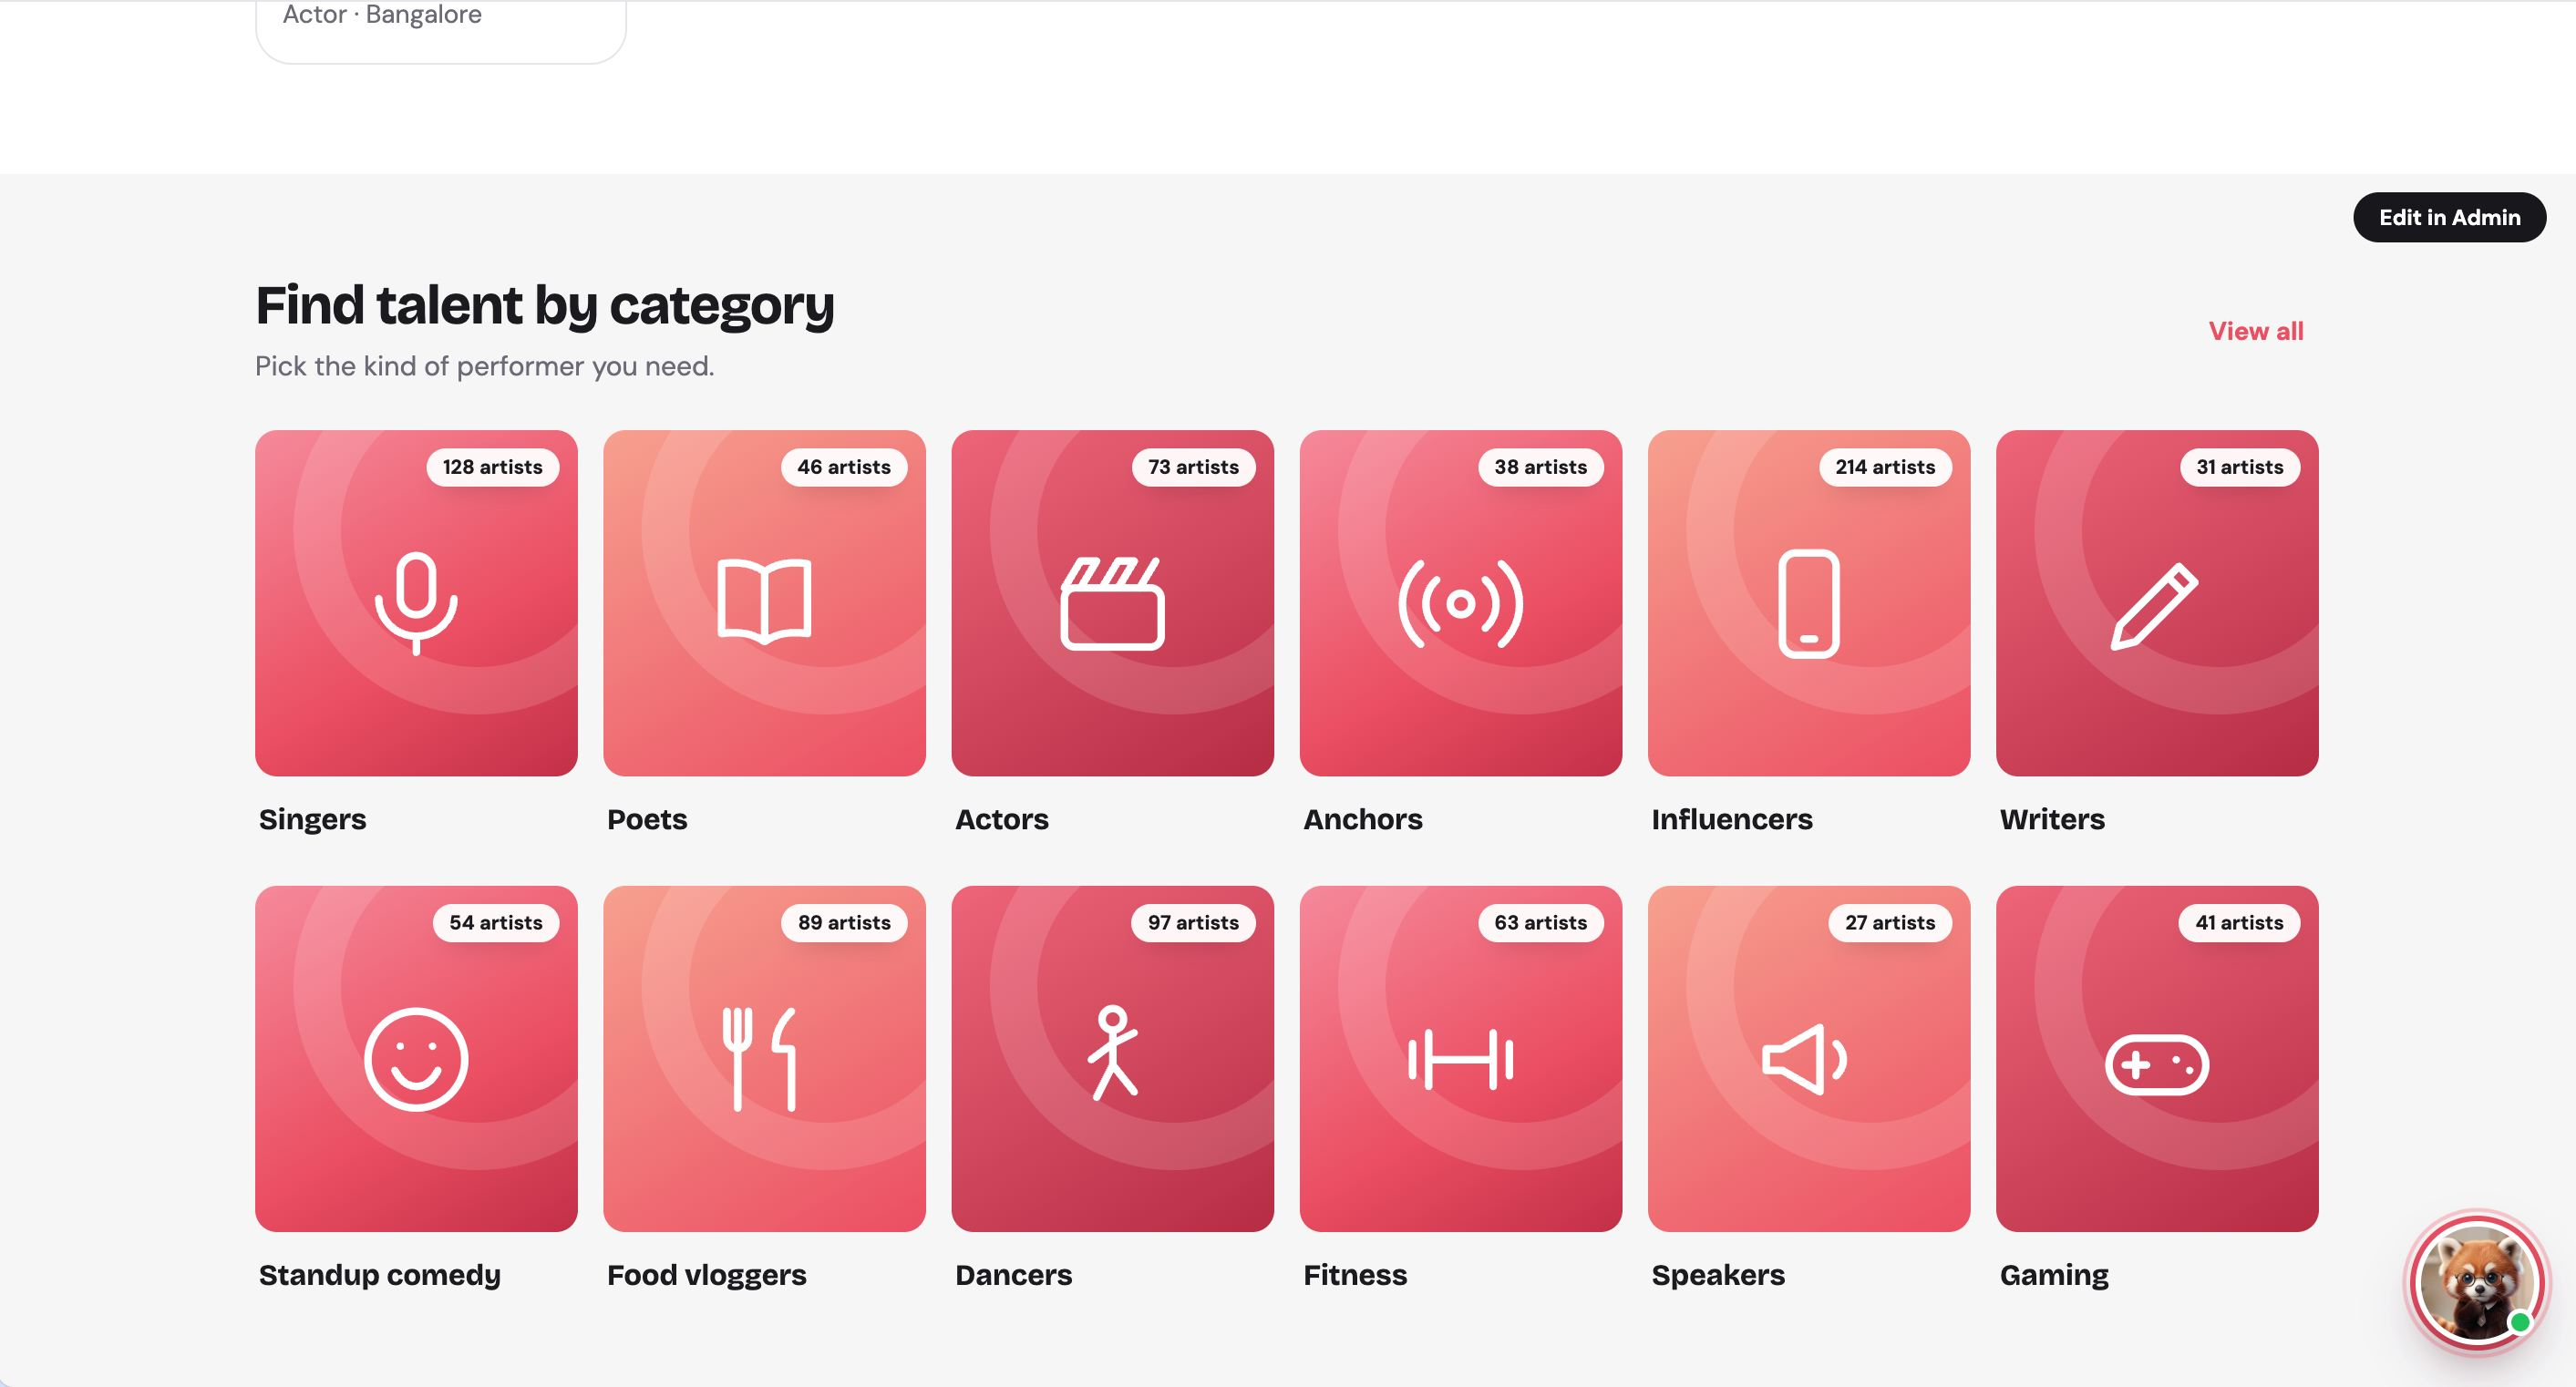 Actor · Bangalore
Edit in Admin
Find talent by category
View all
Pick the kind of performer you need.
128 artists
46 artists
73 artists
38 artists
214 artists
31 artists
Singers
Poets
Actors
Anchors
Influencers
Writers
54 artists
89 artists
97 artists
63 artists
27 artists
41 artists
Standup comedy
Food vloggers
Dancers
Fitness
Speakers
Gaming